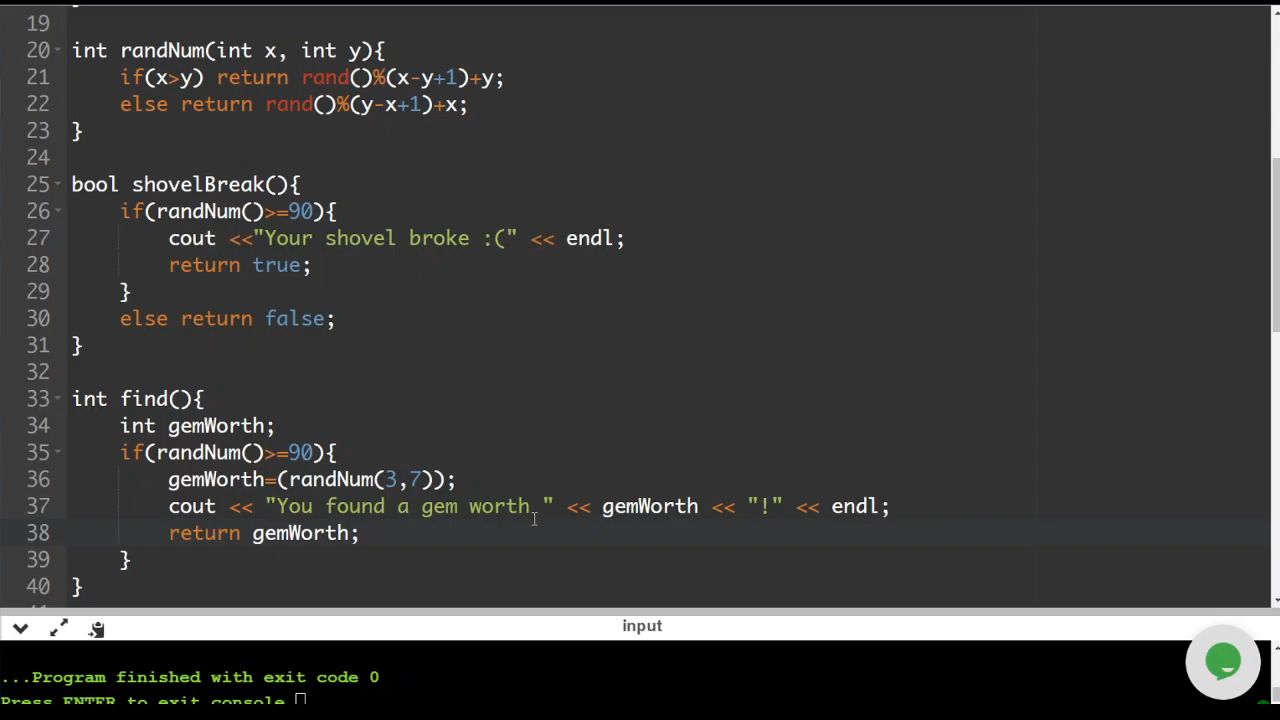 19
20 int randNum(int x, int y){
21     if(x>y) return rand()%(x-y+1)+y;
22     else return rand()%(y-x+1)+x;
23 }
24
25 bool shovelBreak(){
26     if(randNum()>=90){
27         cout <<"Your shovel broke :(" << endl;
28         return true;
29     }
30     else return false;
31 }
32
33 int find(){
34     int gemWorth;
35     if(randNum()>=90){
36         gemWorth=(randNum(3,7));
37         cout << "You found a gem worth " << gemWorth << "!" << endl;
38         return gemWorth;
39     }
40 }
input
...Program finished with exit code 0
Press ENTER to exit console.